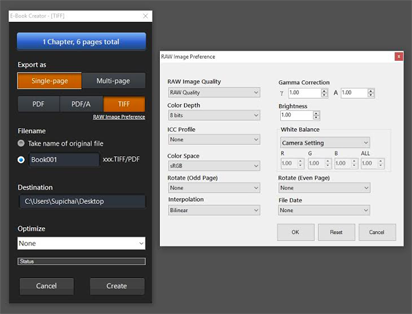 E-Book Creator - [TIFF]
1 Chapter, 6 pages total
Export as
Single-page
Multi-page
PDF
PDF/A
TIFF
RAW Image Preference
Filename
Take name of original file
Book001
xxx.TIFF/PDF
Destination
C:\Users\Supichai\Desktop
Optimize
None
Status
Cancel
Create
RAW Image Preference
RAW Image Quality
RAW Quality
Color Depth
8 bits
ICC Profile
None
Color Space
sRGB
Rotate (Odd Page)
None
Interpolation
Bilinear
Gamma Correction
γ 1.00 A 1.00
Brightness
1.00
White Balance
Camera Setting
R G B ALL
1.00 1.00 1.00 1.00
Rotate (Even Page)
None
File Date
None
OK
Reset
Cancel